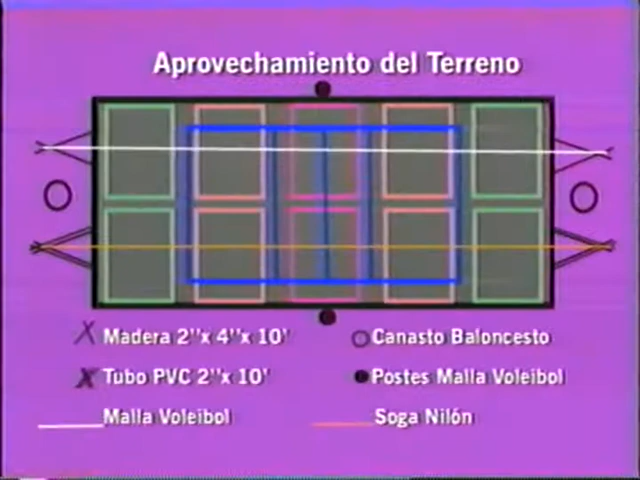 Aprovechamiento del Terreno
Madera 2''x 4''x 10'
Canasto Baloncesto
Tubo PVC 2''x 10'
Postes Malla Voleibol
Malla Voleibol
Soga Nilón